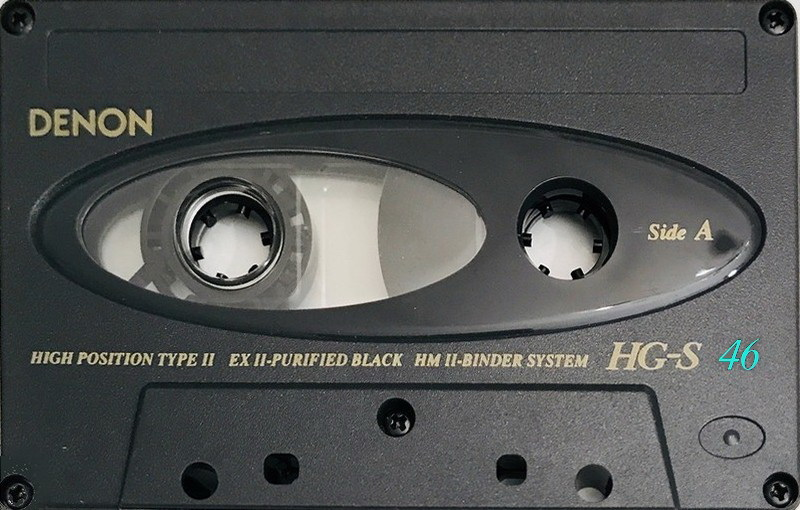 DENON
Side A
HIGH POSITION TYPE II EX II-PURIFIED BLACK HM II-BINDER SYSTEM HG-S 46